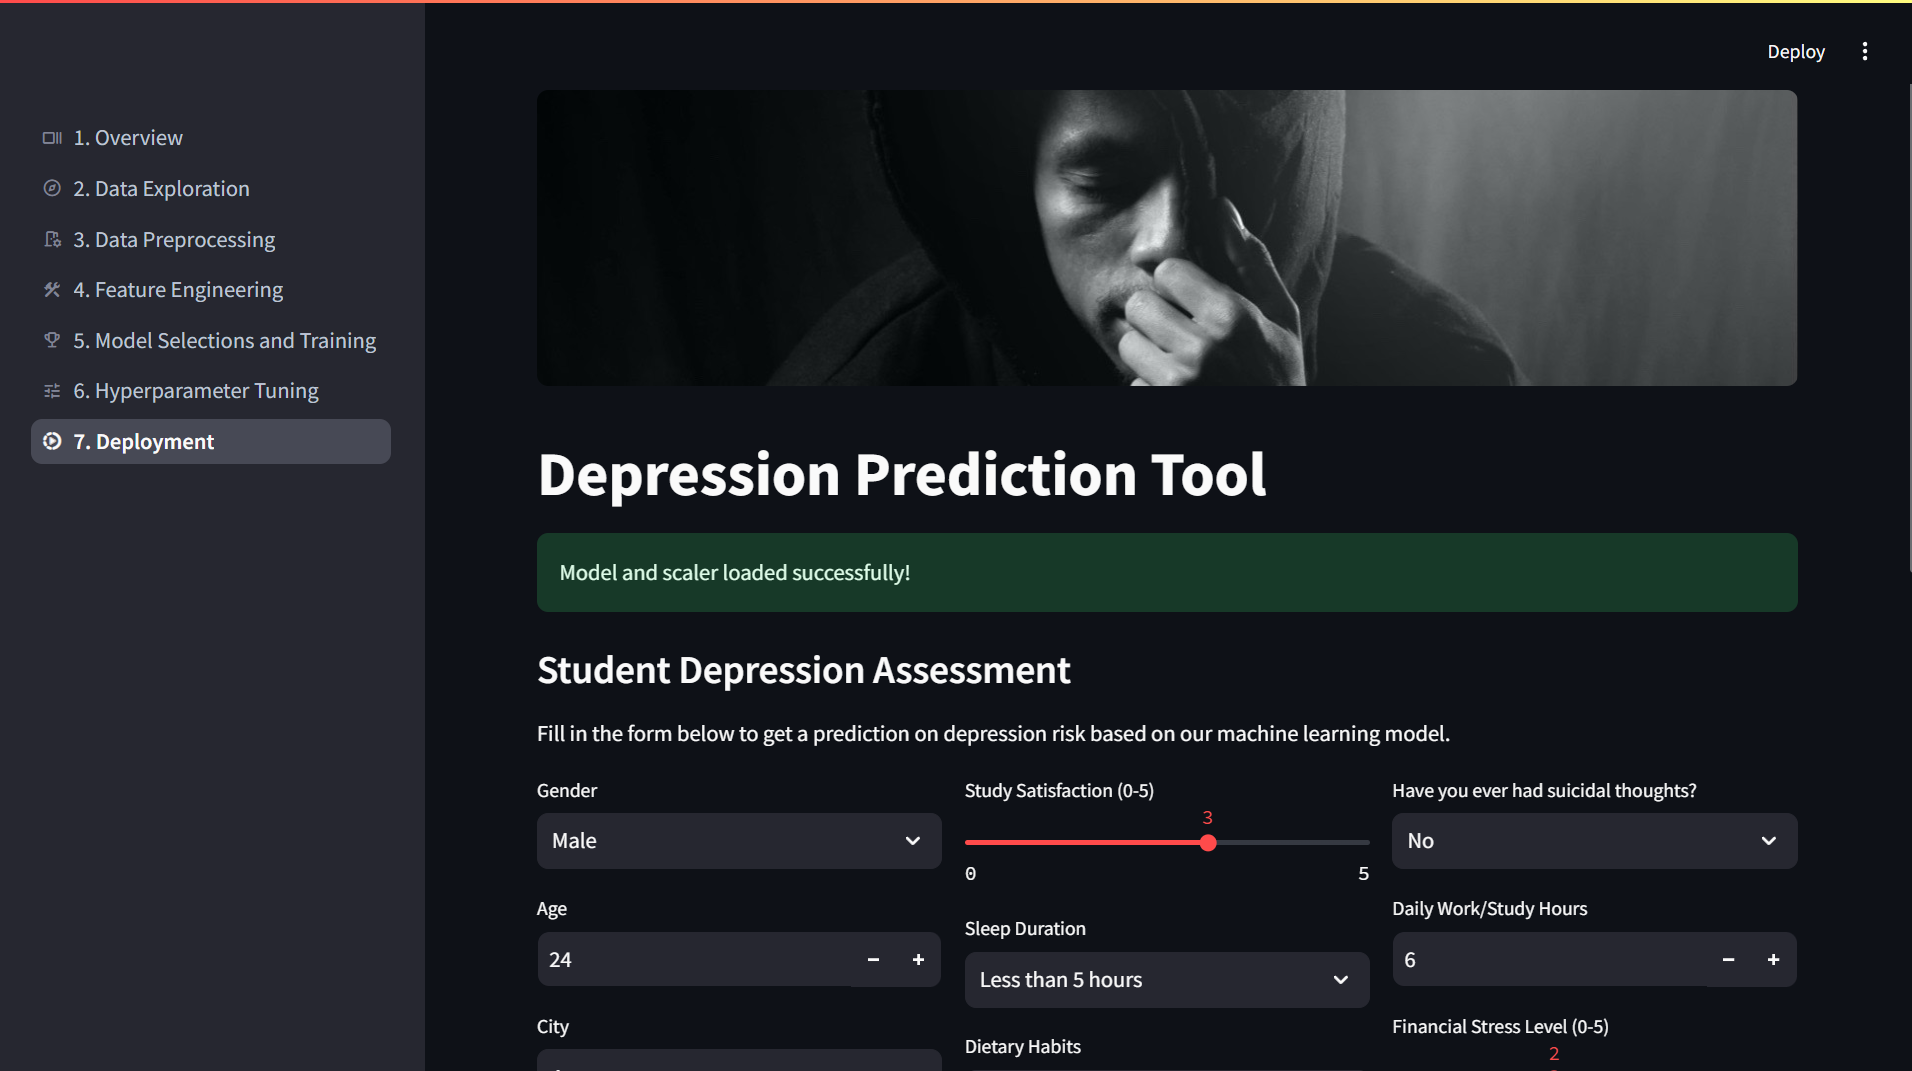 Deploy
1. Overview
2. Data Exploration
3. Data Preprocessing
4. Feature Engineering
5. Model Selections and Training
6. Hyperparameter Tuning
7. Deployment
Depression Prediction Tool
Model and scaler loaded successfully!
Student Depression Assessment
Fill in the form below to get a prediction on depression risk based on our machine learning model.
Gender
Male
Age
24
City
Study Satisfaction (0-5)
3
0 5
Sleep Duration
Less than 5 hours
Dietary Habits
Have you ever had suicidal thoughts?
No
Daily Work/Study Hours
6
Financial Stress Level (0-5)
2